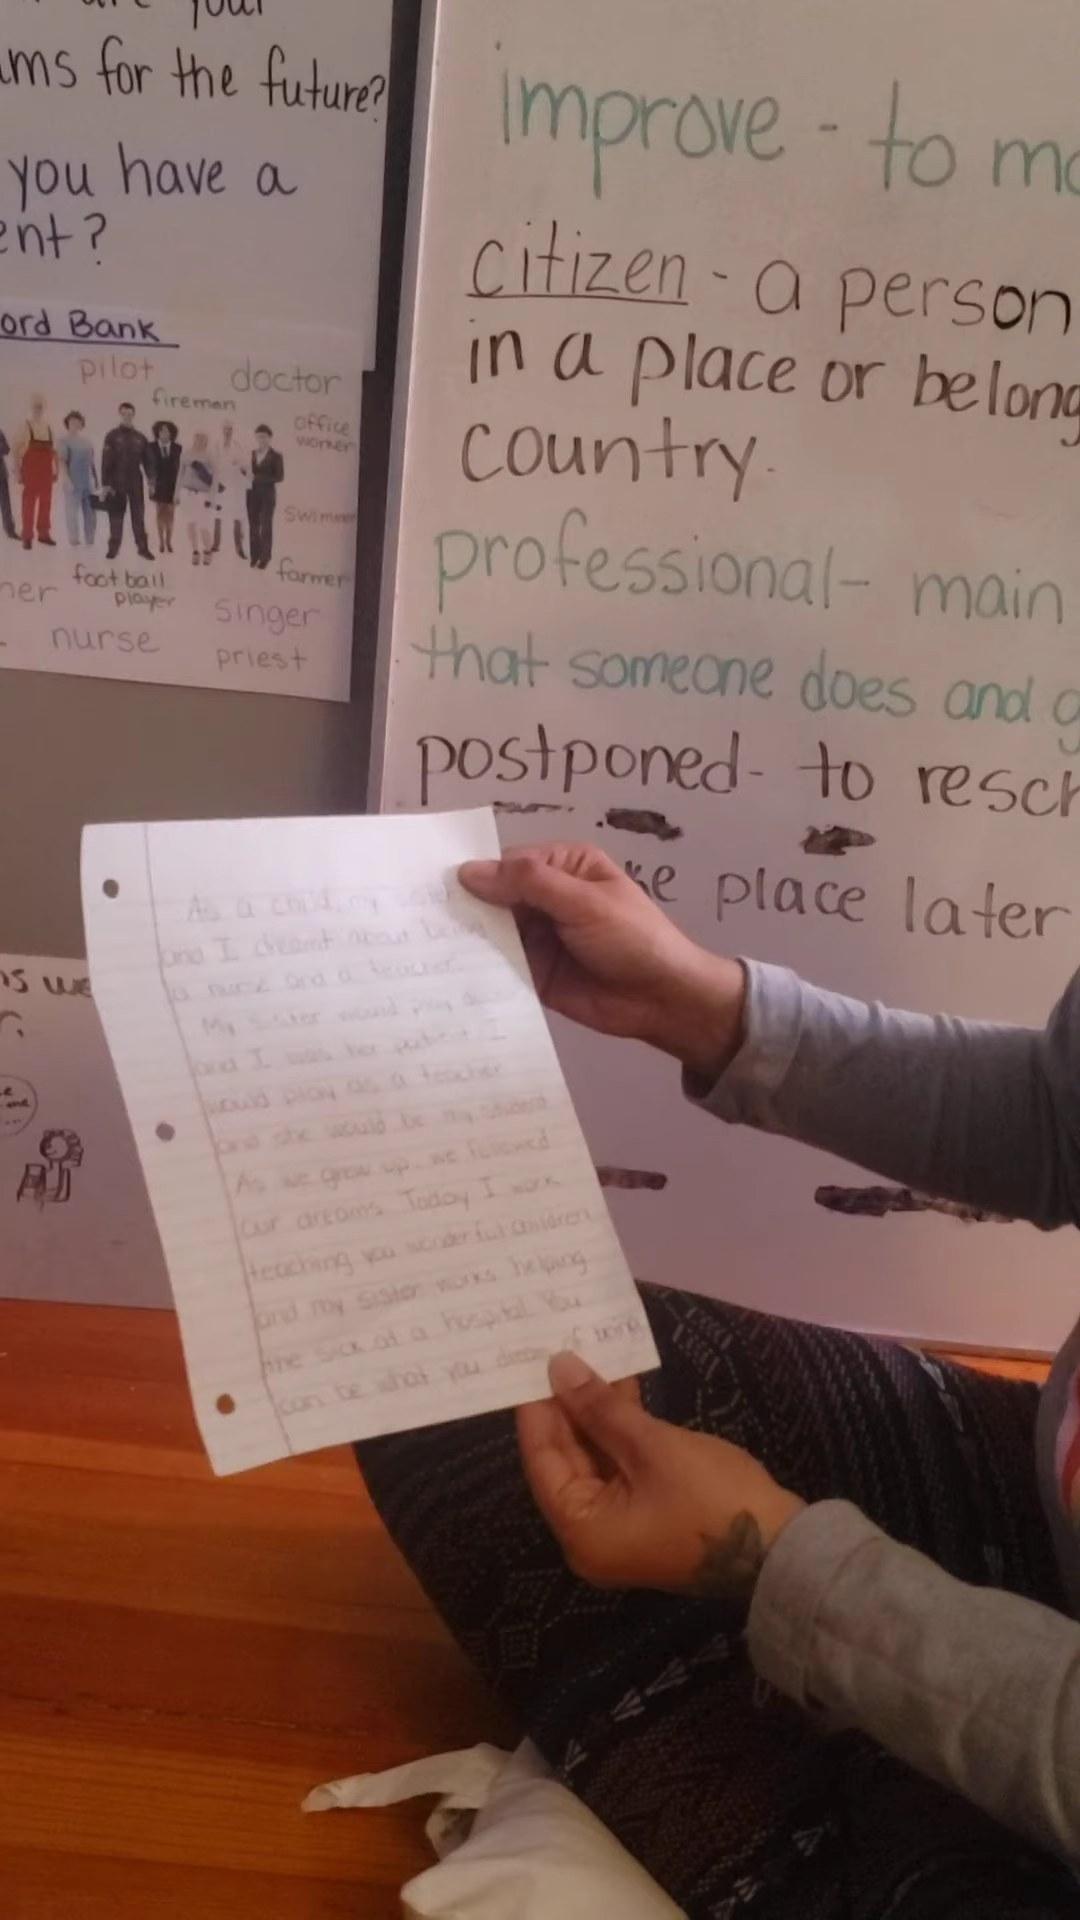 your
ms for the future?
you have a
ent?
ord Bank
pilot
doctor
fireman
office
worker
swimmer
farmer
football
player
ner
singer
nurse
priest
improve - to ma
citizen - a person
in a place or belong
country.
professional - main
that someone does and g
postponed - to resch
place later
As a child, my sister
and I dreamt about being
a nurse and a teacher.
My sister would play a
and I was her patient. I
would play as a teacher
and she would be my student.
As we grew up, we followed
our dreams. Today I work
teaching you wonderful children
and my sister works helping
the sick at a hospital. You
can be what you dream of being
s we